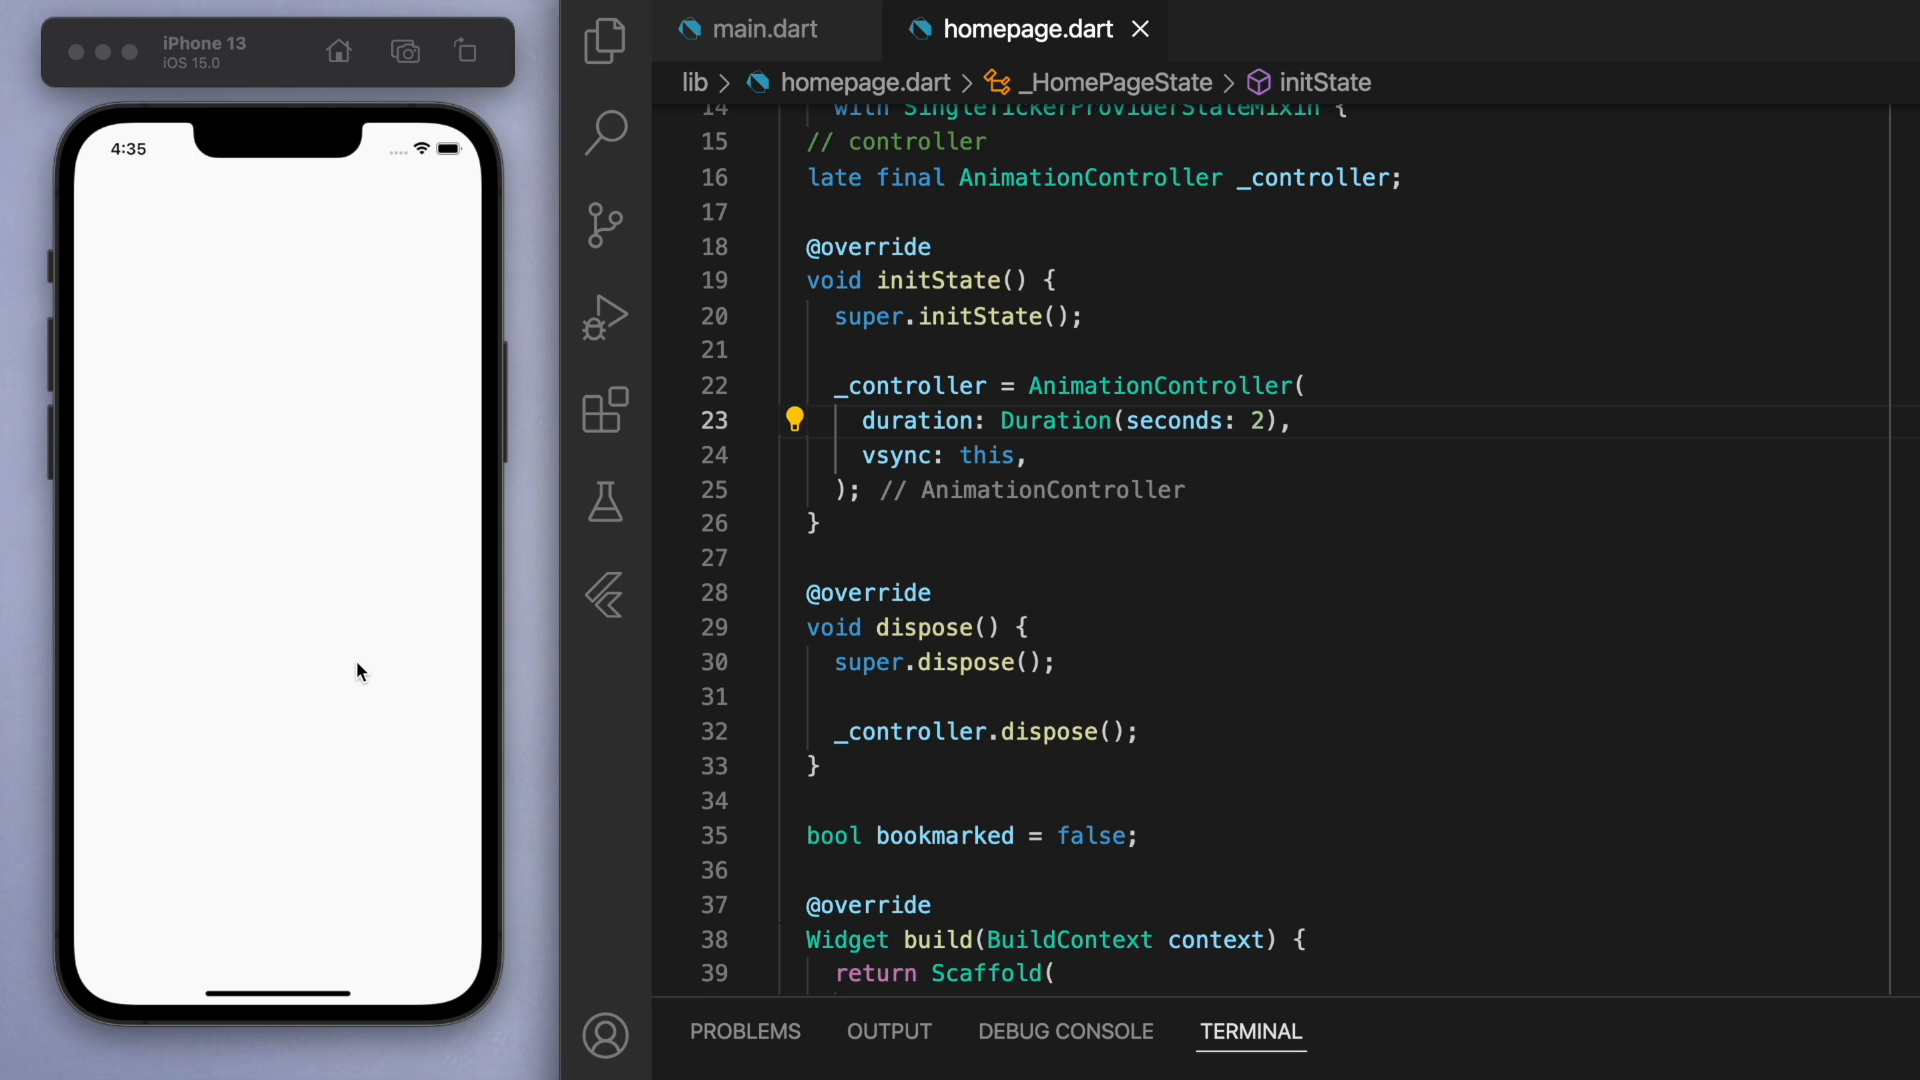 iPhone 13
iOS 15.0
4:35
main.dart
homepage.dart
lib > homepage.dart > _HomePageState > initState
14 with SingleTickerProviderStateMixin {
15 // controller
16 late final AnimationController _controller;
17
18 @override
19 void initState() {
20 super.initState();
21
22 _controller = AnimationController(
23 duration: Duration(seconds: 2),
24 vsync: this,
25 ); // AnimationController
26 }
27
28 @override
29 void dispose() {
30 super.dispose();
31
32 _controller.dispose();
33 }
34
35 bool bookmarked = false;
36
37 @override
38 Widget build(BuildContext context) {
39 return Scaffold(
PROBLEMS OUTPUT DEBUG CONSOLE TERMINAL